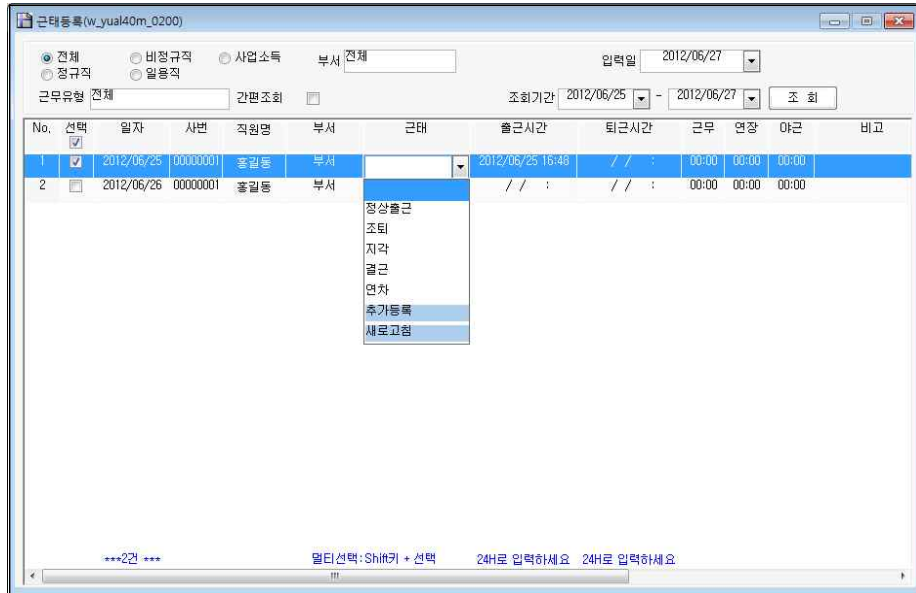 근태등록(w_yual40m_0200)
전체 비정규직 사업소득 부서 전체 입력일 2012/06/27
정규직 일용직
근무유형 전체 간편조회 조회기간 2012/06/25 - 2012/06/27 조 회
No. 선택 일자 사번 직원명 부서 근태 출근시간 퇴근시간 근무 연장 야근 비고
1 2012/06/25 00000001 홍길동 부서 2012/06/25 16:48 / / : 00:00 00:00 00:00
2 2012/06/26 00000001 홍길동 부서 / / : / / : 00:00 00:00 00:00
정상출근
조퇴
지각
결근
연차
추가등록
새로고침
***2건 *** 멀티선택:Shift키 + 선택 24H로 입력하세요 24H로 입력하세요